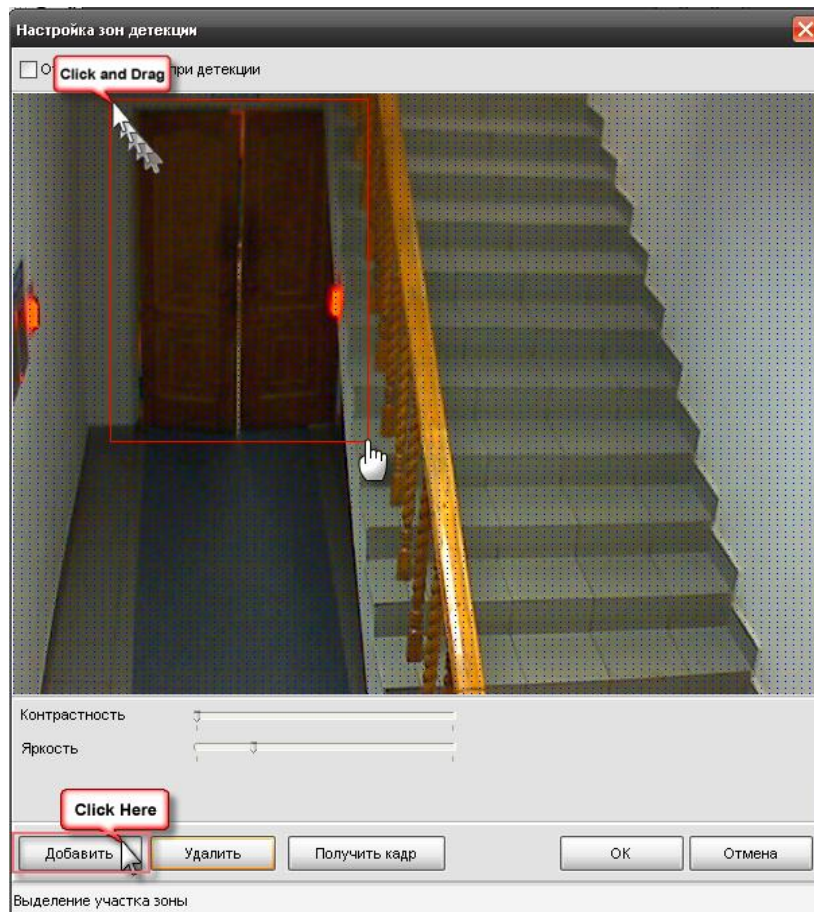 Настройка зон детекции
Click and Drag
при детекции
Контрастность
Яркость
Click Here
Добавить
Удалить
Получить кадр
OK
Отмена
Выделение участка зоны